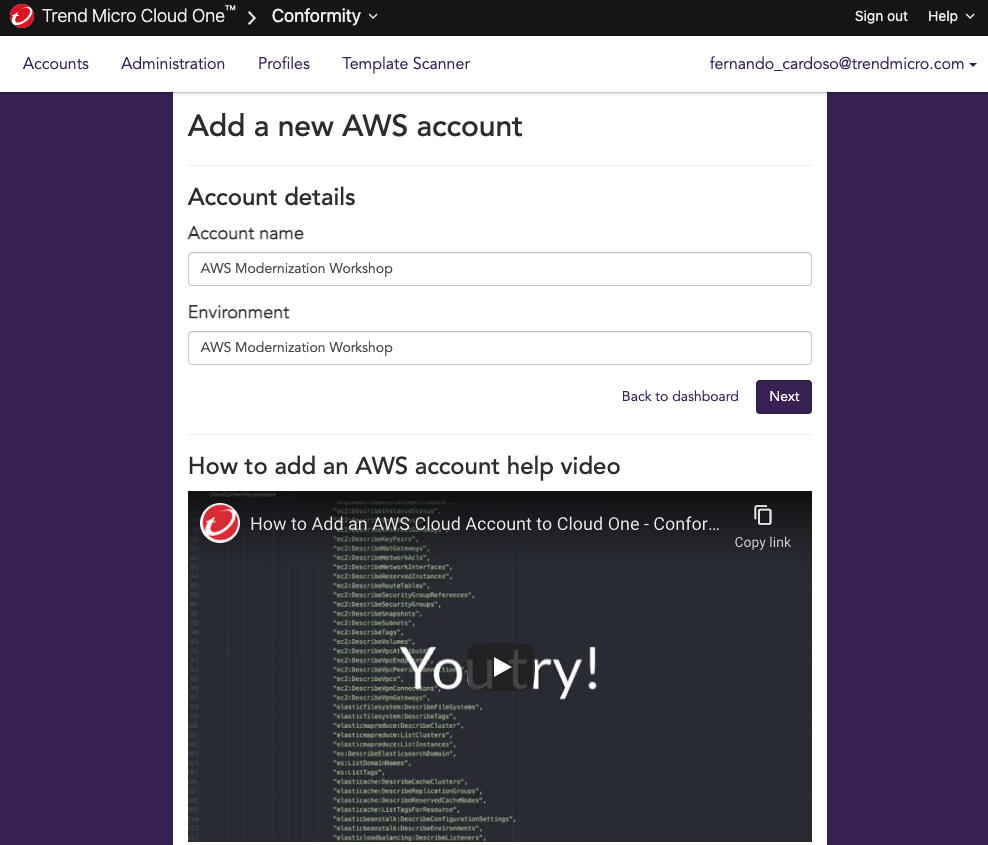 Trend Micro Cloud One™ > Conformity
Sign out Help
Accounts Administration Profiles Template Scanner fernando_cardoso@trendmicro.com
Add a new AWS account
Account details
Account name
AWS Modernization Workshop
Environment
AWS Modernization Workshop
Back to dashboard Next
How to add an AWS account help video
How to Add an AWS Cloud Account to Cloud One - Confor...
Copy link
"ec2:DescribeInstanceStatus",
"ec2:DescribeKeyPairs",
"ec2:DescribeNatGateways",
"ec2:DescribeNetworkAcls",
"ec2:DescribeNetworkInterfaces",
"ec2:DescribeReservedInstances",
"ec2:DescribeRouteTables",
"ec2:DescribeSecurityGroupReferences",
"ec2:DescribeSecurityGroups",
"ec2:DescribeSnapshots",
"ec2:DescribeSubnets",
"ec2:DescribeTags",
"ec2:DescribeVolumes",
You try!
"ec2:DescribeVpcs",
"ec2:DescribeVpnConnections",
"ec2:DescribeVpnGateways",
"elasticfilesystem:DescribeFileSystems",
"elasticfilesystem:DescribeTags",
"elasticmapreduce:DescribeCluster",
"elasticmapreduce:ListClusters",
"elasticmapreduce:ListInstances",
"es:DescribeElasticsearchDomain",
"es:ListDomainNames",
"es:ListTags",
"elasticache:DescribeCacheClusters",
"elasticache:DescribeReplicationGroups",
"elasticache:DescribeReservedCacheNodes",
"elasticache:ListTagsForResource",
"elasticbeanstalk:DescribeConfigurationSettings",
"elasticbeanstalk:DescribeEnvironments",
"elasticloadbalancing:DescribeListeners",